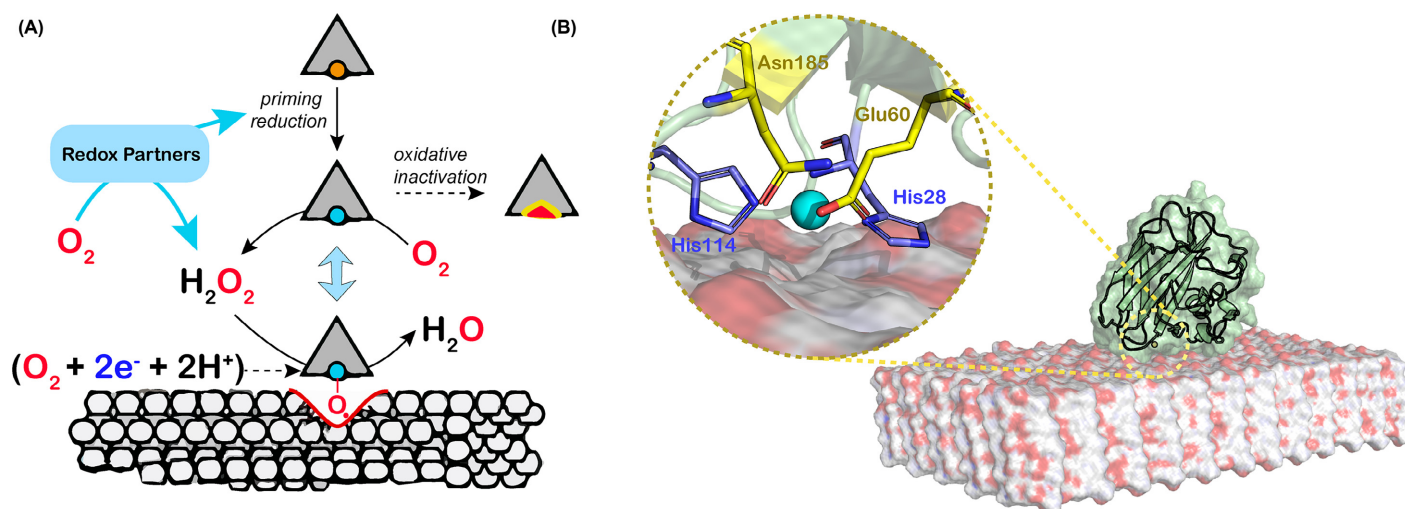 (A)
priming
reduction
Redox Partners
oxidative
inactivation
O₂
O₂
H₂O₂
H₂O
(O₂ + 2e⁻ + 2H⁺)
O•
(B)
Asn185
Glu60
His28
His114